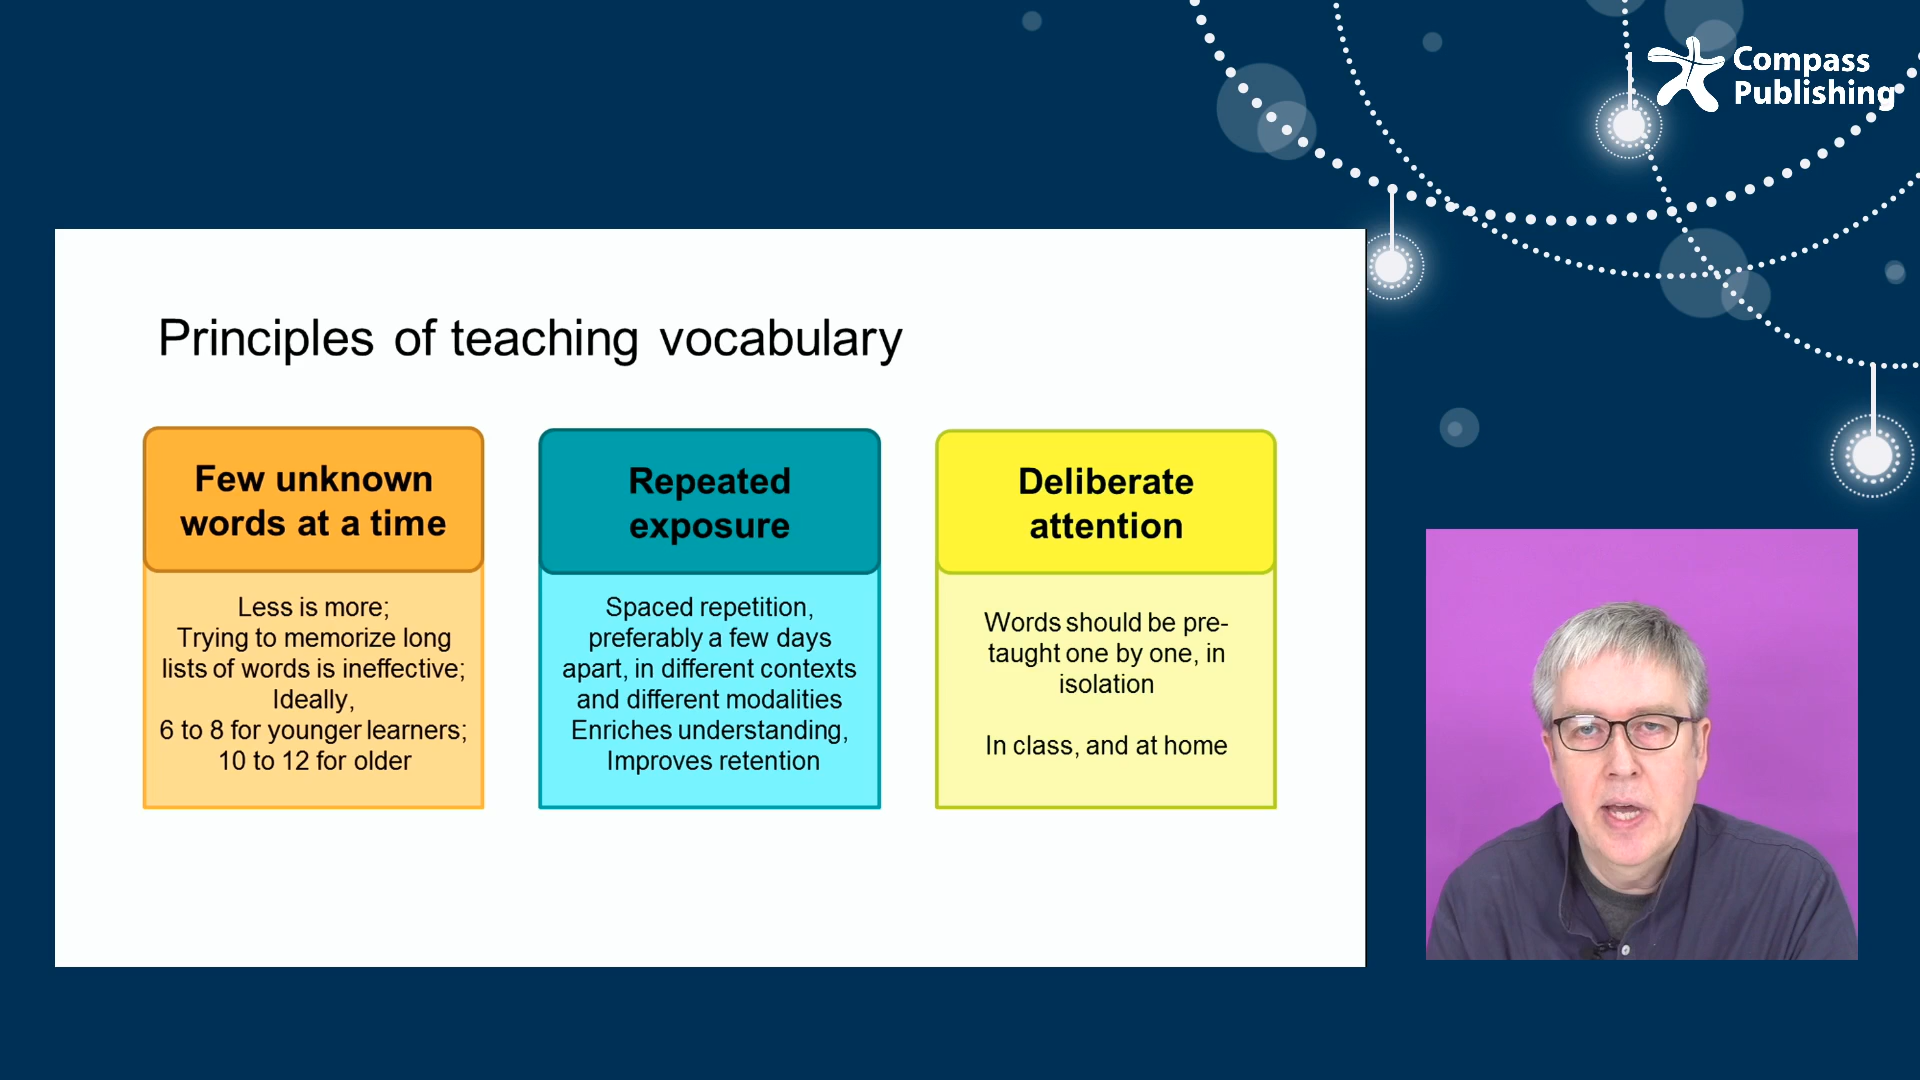 Compass
Publishing
Principles of teaching vocabulary
Few unknown
words at a time
Less is more;
Trying to memorize long
lists of words is ineffective;
Ideally,
6 to 8 for younger learners;
10 to 12 for older
Repeated
exposure
Spaced repetition,
preferably a few days
apart, in different contexts
and different modalities
Enriches understanding,
Improves retention
Deliberate
attention
Words should be pre-
taught one by one, in
isolation
In class, and at home